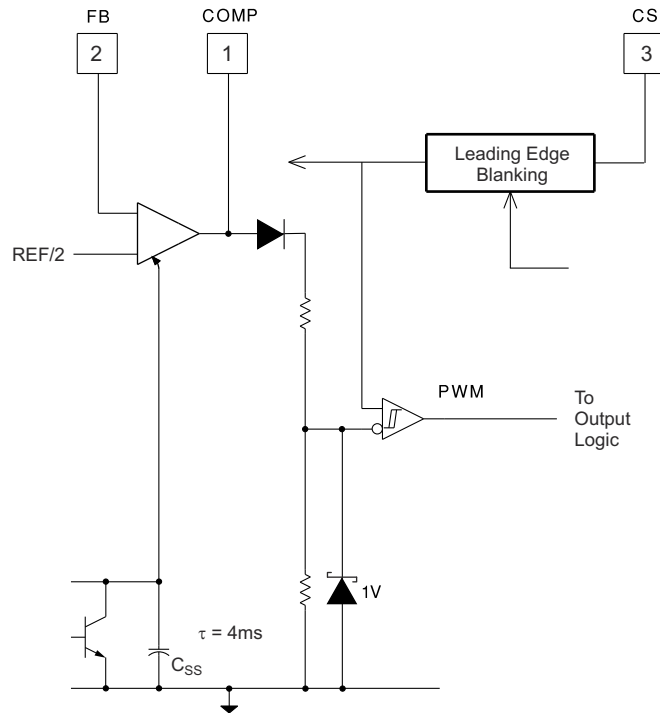 FB
COMP
CS
2
1
3
Leading Edge
Blanking
REF/2
PWM
To
Output
Logic
1V
τ = 4ms
CSS